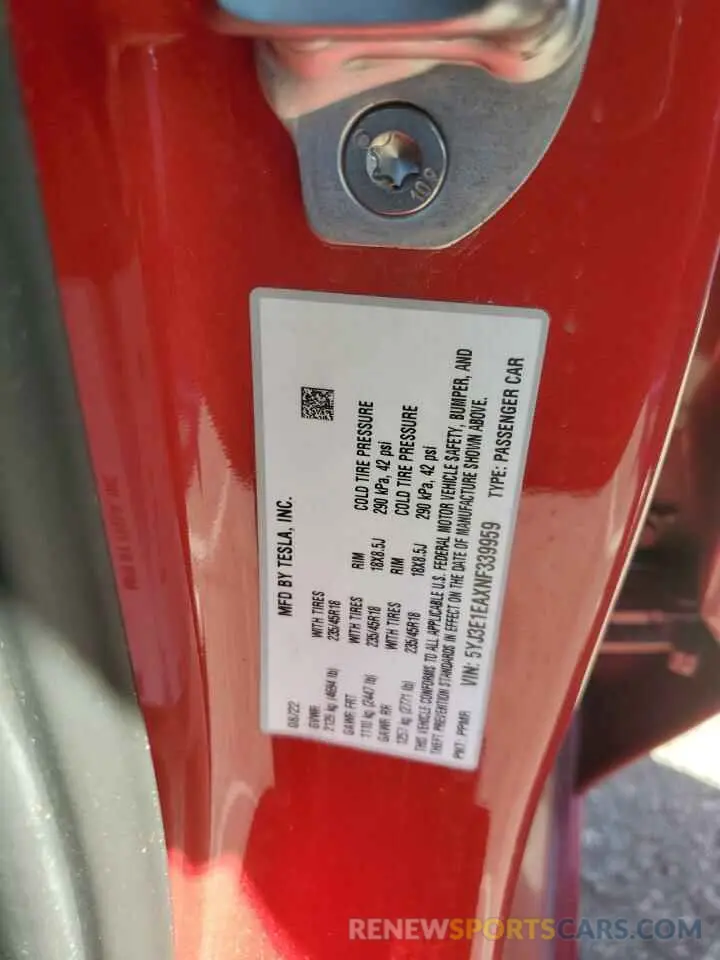 MFD BY TESLA, INC.
08/22
GVWR
2129 kg (4694 lb)
WITH TIRES
235/45R18
GAWR FRT
1110 kg (2447 lb)
WITH TIRES
235/45R18
RIM
18X8.5J
COLD TIRE PRESSURE
290 kPa, 42 psi
GAWR RR
1257 kg (2771 lb)
WITH TIRES
235/45R18
RIM
18X8.5J
COLD TIRE PRESSURE
290 kPa, 42 psi
THIS VEHICLE CONFORMS TO ALL APPLICABLE U.S. FEDERAL MOTOR VEHICLE SAFETY, BUMPER, AND
THEFT PREVENTION STANDARDS IN EFFECT ON THE DATE OF MANUFACTURE SHOWN ABOVE.
PNT: PPMR VIN: 5YJ3E1EAXNF339959 TYPE: PASSENGER CAR
10.9
RENEWSPORTSCARS.COM